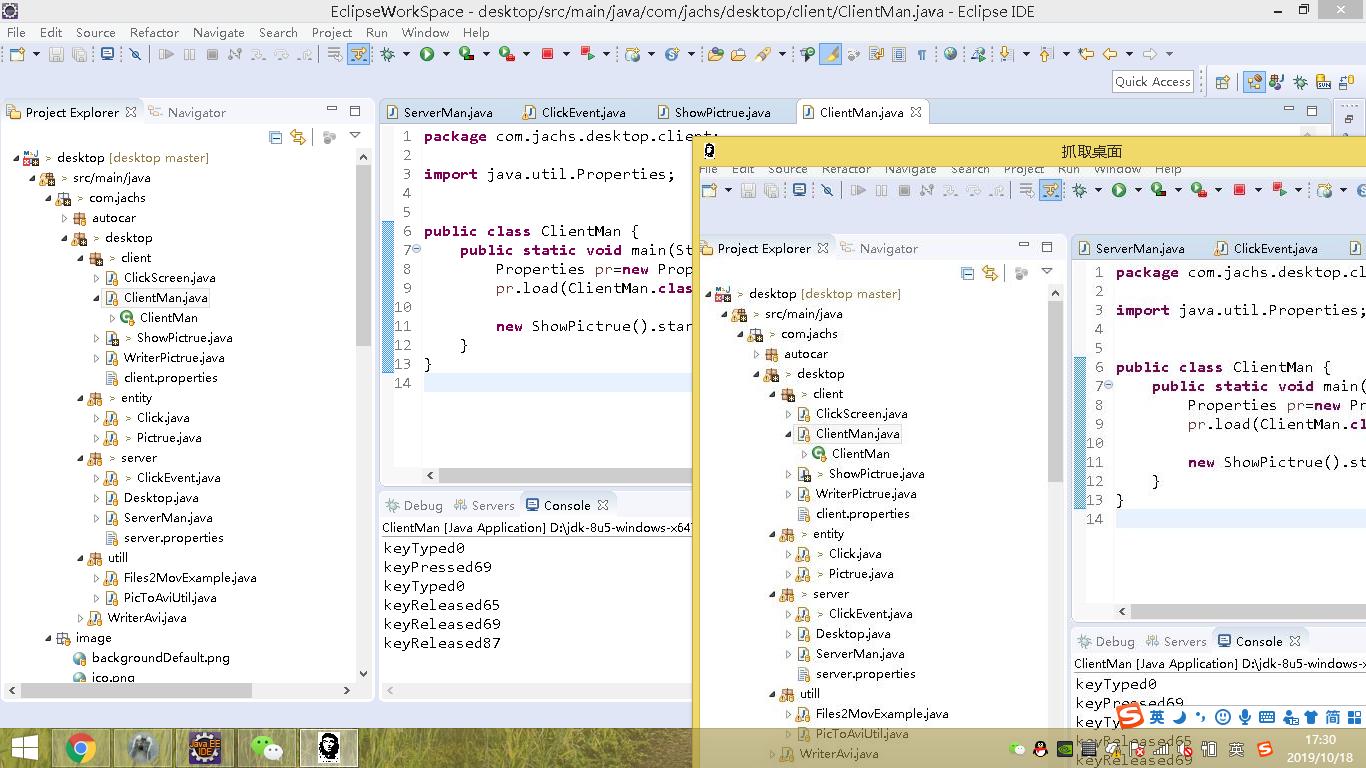 EclipseWorkSpace - desktop/src/main/java/com/jachs/desktop/client/ClientMan.java - Eclipse IDE
File Edit Source Refactor Navigate Search Project Run Window Help
Quick Access
Project Explorer Navigator
> desktop [desktop master]
> src/main/java
> com.jachs
autocar
> desktop
> client
ClickScreen.java
ClientMan.java
ClientMan
> ShowPictrue.java
WriterPictrue.java
client.properties
> entity
> Click.java
> Pictrue.java
> server
> ClickEvent.java
Desktop.java
> ServerMan.java
server.properties
utill
Files2MovExample.java
PicToAviUtil.java
WriterAvi.java
image
backgroundDefault.png
ico.png
ServerMan.java ClickEvent.java ShowPictrue.java ClientMan.java
1 package com.jachs.desktop.client;
2
3 import java.util.Properties;
4
5
6 public class ClientMan {
7 public static void main(St
8 Properties pr=new Prop
9 pr.load(ClientMan.clas
10
11 new ShowPictrue().star
12 }
13 }
14
Debug Servers Console
ClientMan [Java Application] D:\jdk-8u5-windows-x64\
keyTyped0
keyPressed69
keyTyped0
keyReleased65
keyReleased69
keyReleased87
抓取桌面
File Edit Source Refactor Navigate Search Project Run Window Help
Project Explorer Navigator
> desktop [desktop master]
> src/main/java
> com.jachs
autocar
> desktop
> client
ClickScreen.java
ClientMan.java
ClientMan
> ShowPictrue.java
WriterPictrue.java
client.properties
> entity
> Click.java
> Pictrue.java
> server
> ClickEvent.java
Desktop.java
> ServerMan.java
server.properties
utill
Files2MovExample.java
PicToAviUtil.java
WriterAvi.java
ServerMan.java ClickEvent.java
1 package com.jachs.desktop.cl
2
3 import java.util.Properties;
4
5
6 public class ClientMan {
7 public static void main(
8 Properties pr=new Pr
9 pr.load(ClientMan.cl
10
11 new ShowPictrue().st
12 }
13 }
14
Debug Servers Console
ClientMan [Java Application] D:\jdk-8u5-windows-x
keyTyped0
keyPressed69
keyTy
keyReleased65
keyReleased69
英 简
Java EE IDE
英
17:30
2019/10/18